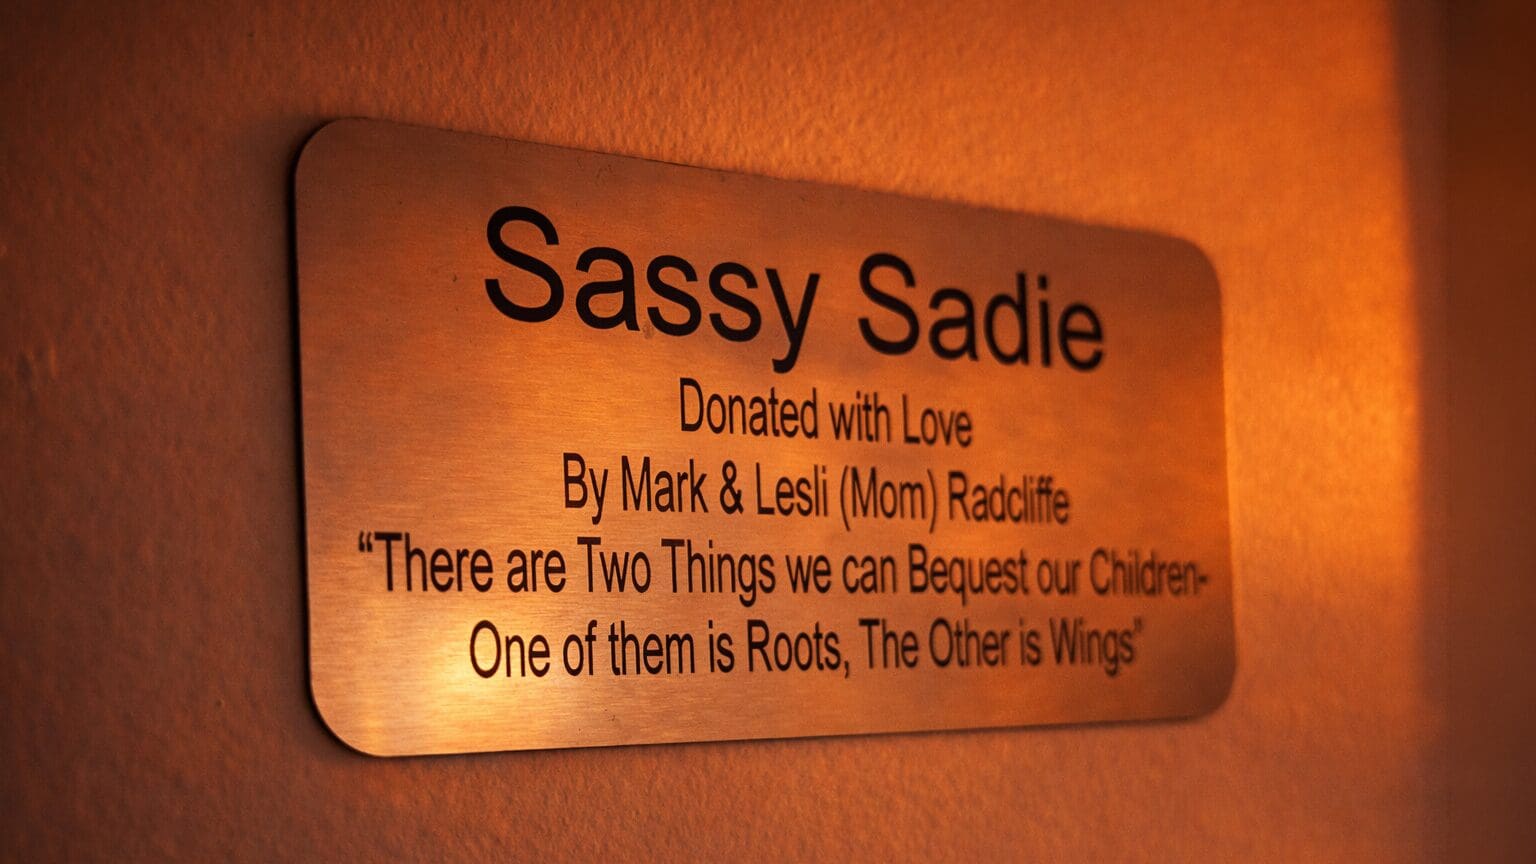 Sassy Sadie
Donated with Love
By Mark & Lesli (Mom) Radcliffe
“There are Two Things we can Bequest our Children-
One of them is Roots, The Other is Wings”